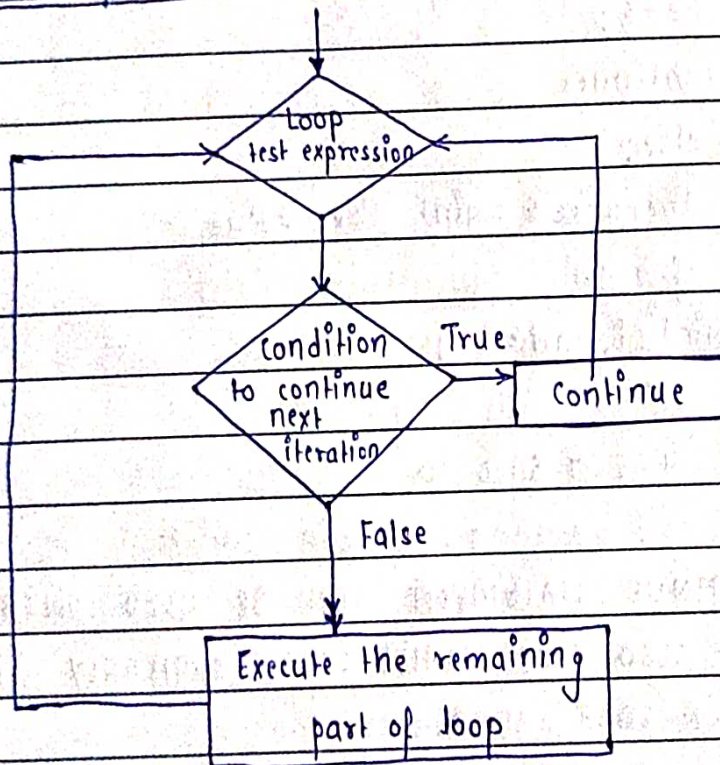 Loop
test expression
condition
True
to continue
next
iteration
Continue
False
Execute the remaining
part of loop